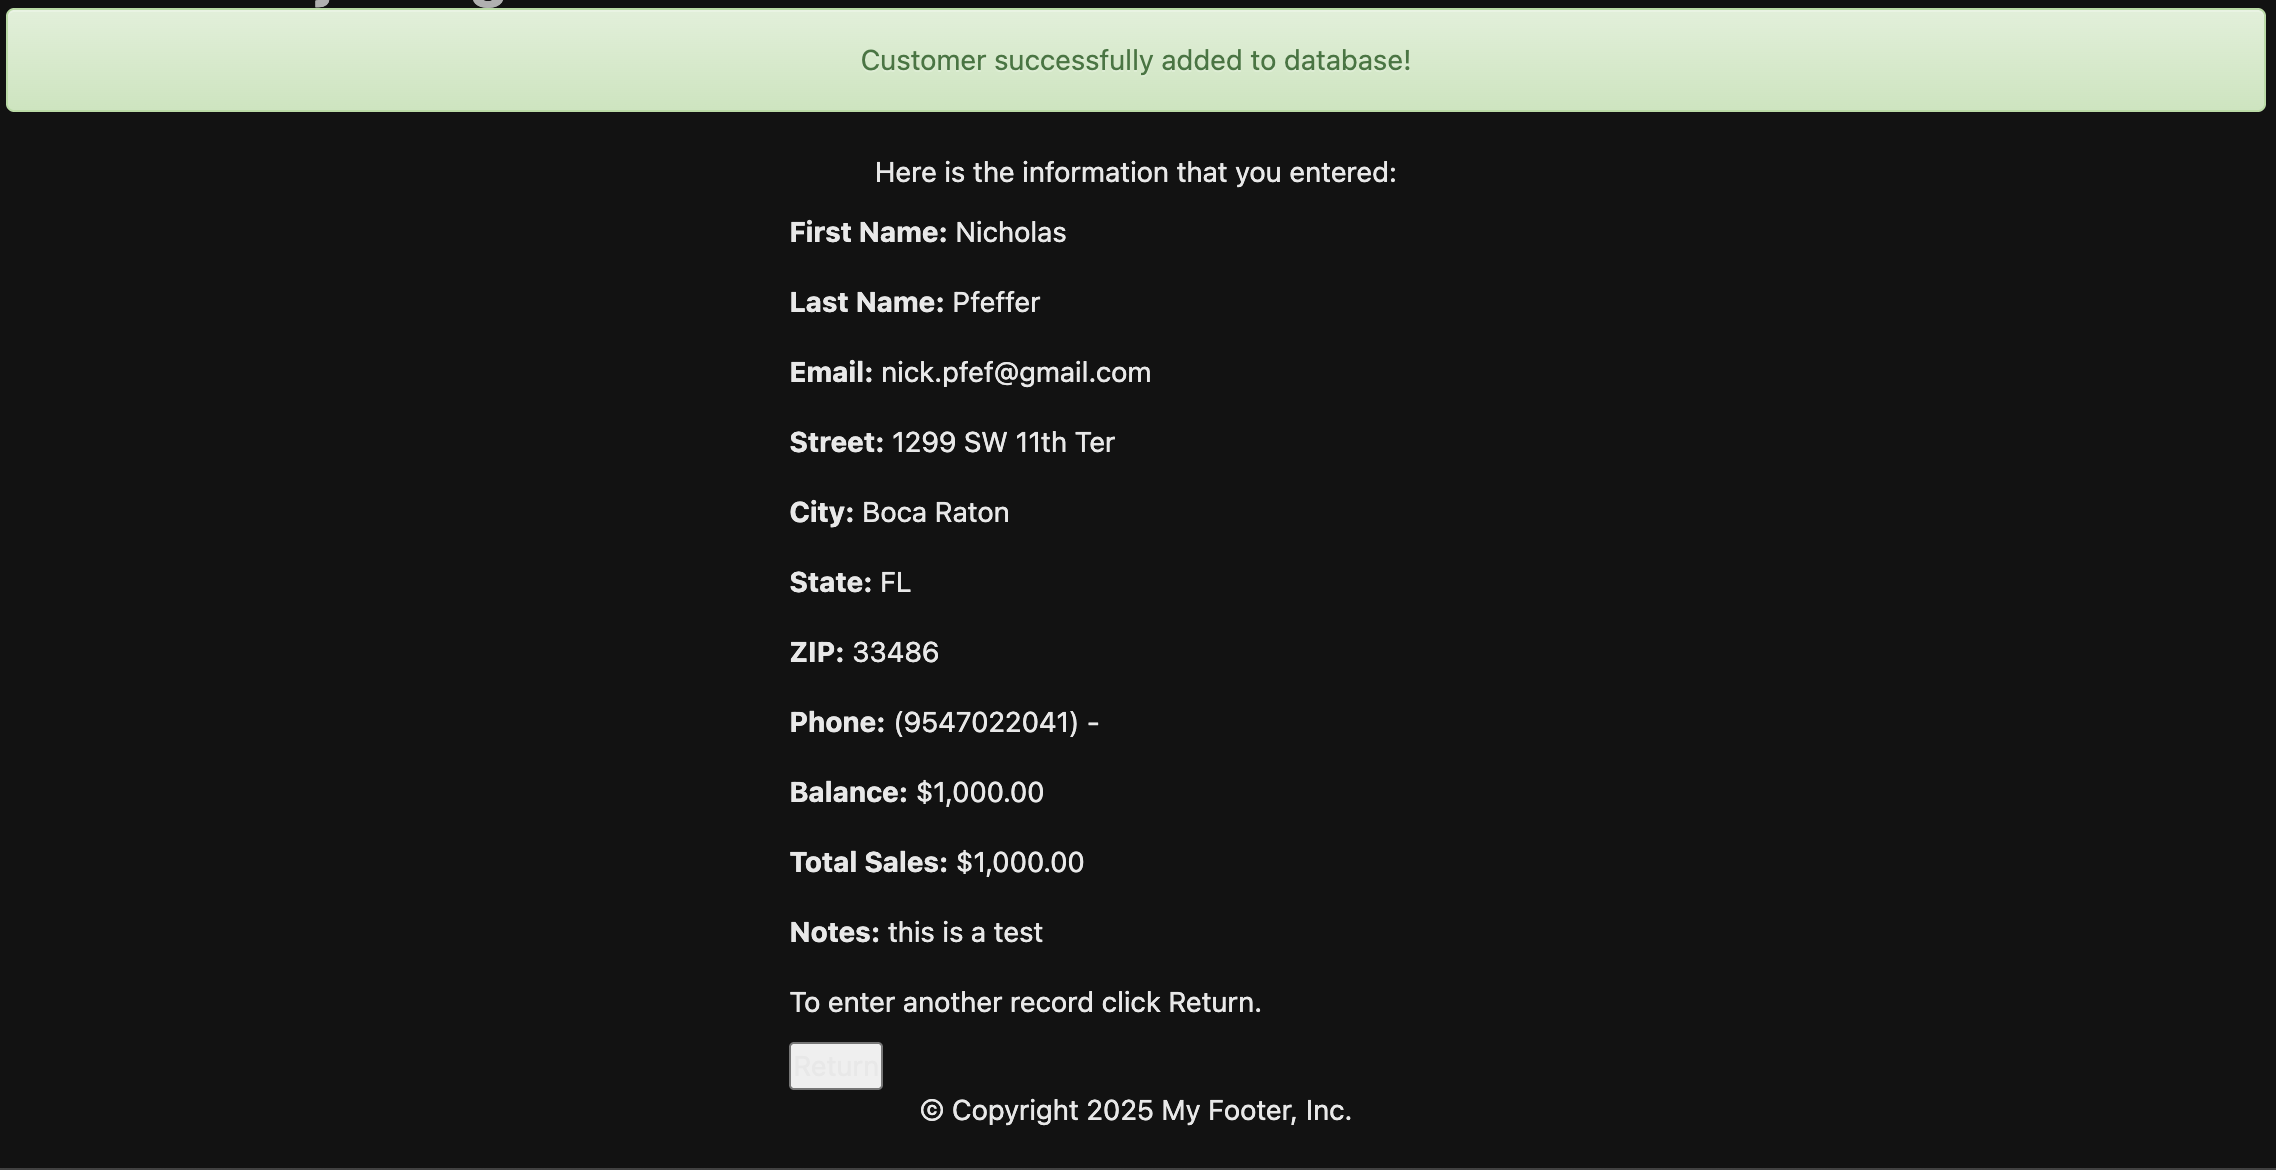 Customer successfully added to database!
Here is the information that you entered:
First Name: Nicholas
Last Name: Pfeffer
Email: nick.pfef@gmail.com
Street: 1299 SW 11th Ter
City: Boca Raton
State: FL
ZIP: 33486
Phone: (9547022041) -
Balance: $1,000.00
Total Sales: $1,000.00
Notes: this is a test
To enter another record click Return.
Return
© Copyright 2025 My Footer, Inc.